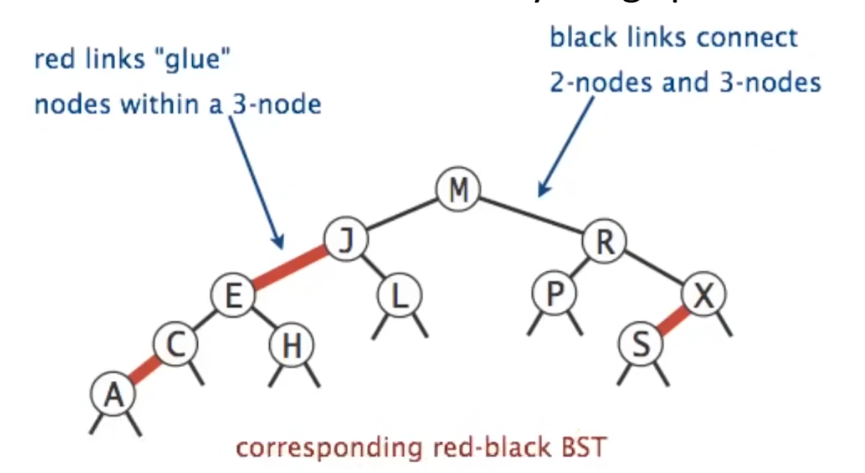 black links connect
red links "glue"
2-nodes and 3-nodes
nodes within a 3-node
M
J
R
E
L
P
X
C
H
S
A
corresponding red-black BST